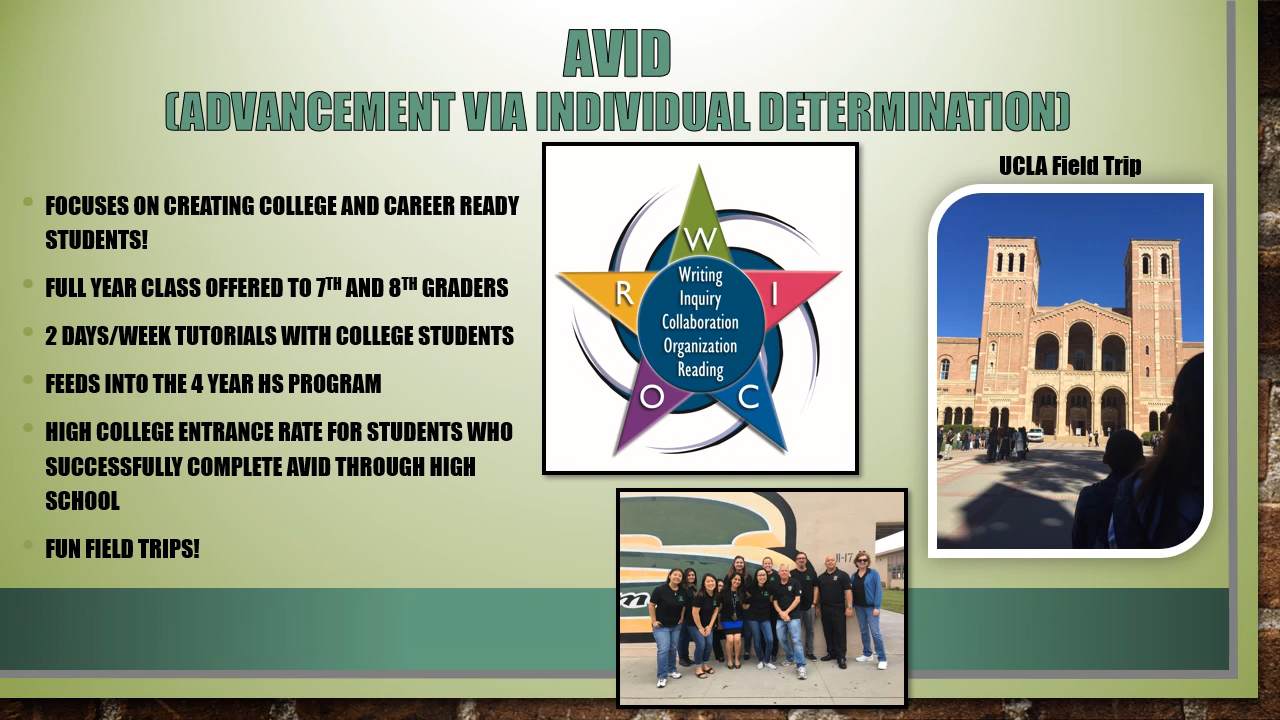 AVID
(ADVANCEMENT VIA INDIVIDUAL DETERMINATION)
FOCUSES ON CREATING COLLEGE AND CAREER READY
STUDENTS!
FULL YEAR CLASS OFFERED TO 7TH AND 8TH GRADERS
2 DAYS/WEEK TUTORIALS WITH COLLEGE STUDENTS
FEEDS INTO THE 4 YEAR HS PROGRAM
HIGH COLLEGE ENTRANCE RATE FOR STUDENTS WHO
SUCCESSFULLY COMPLETE AVID THROUGH HIGH
SCHOOL
FUN FIELD TRIPS!
W
R
I
O
C
Writing
Inquiry
Collaboration
Organization
Reading
UCLA Field Trip